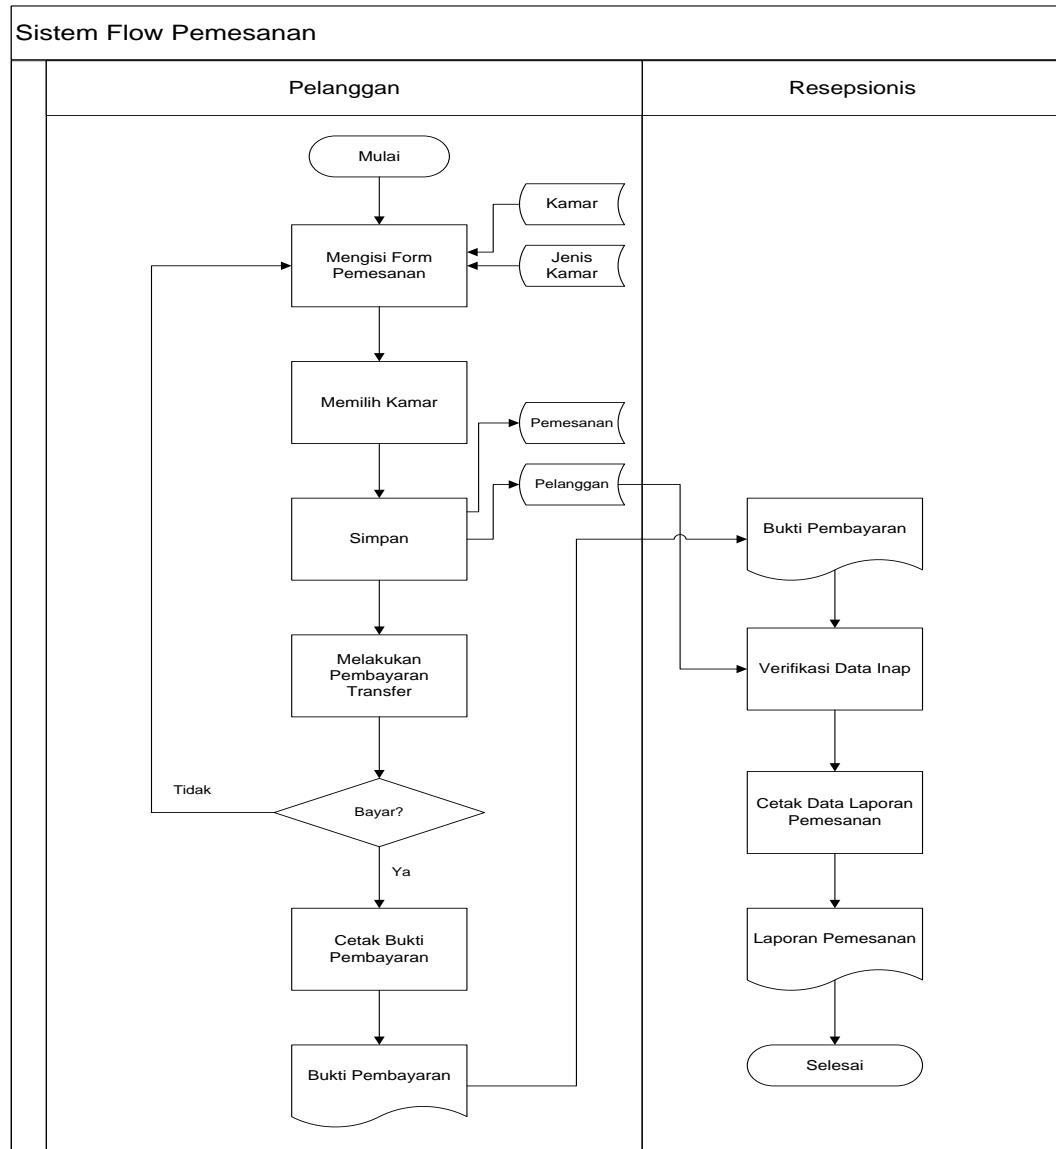 Sistem Flow Pemesanan
Pelanggan
Resepsionis
Mulai
Kamar
Mengisi Form
Pemesanan
Jenis
Kamar
Memilih Kamar
Pemesanan
Pelanggan
Simpan
Bukti Pembayaran
Melakukan
Pembayaran
Transfer
Verifikasi Data Inap
Tidak
Bayar?
Cetak Data Laporan
Pemesanan
Ya
Cetak Bukti
Pembayaran
Laporan Pemesanan
Bukti Pembayaran
Selesai